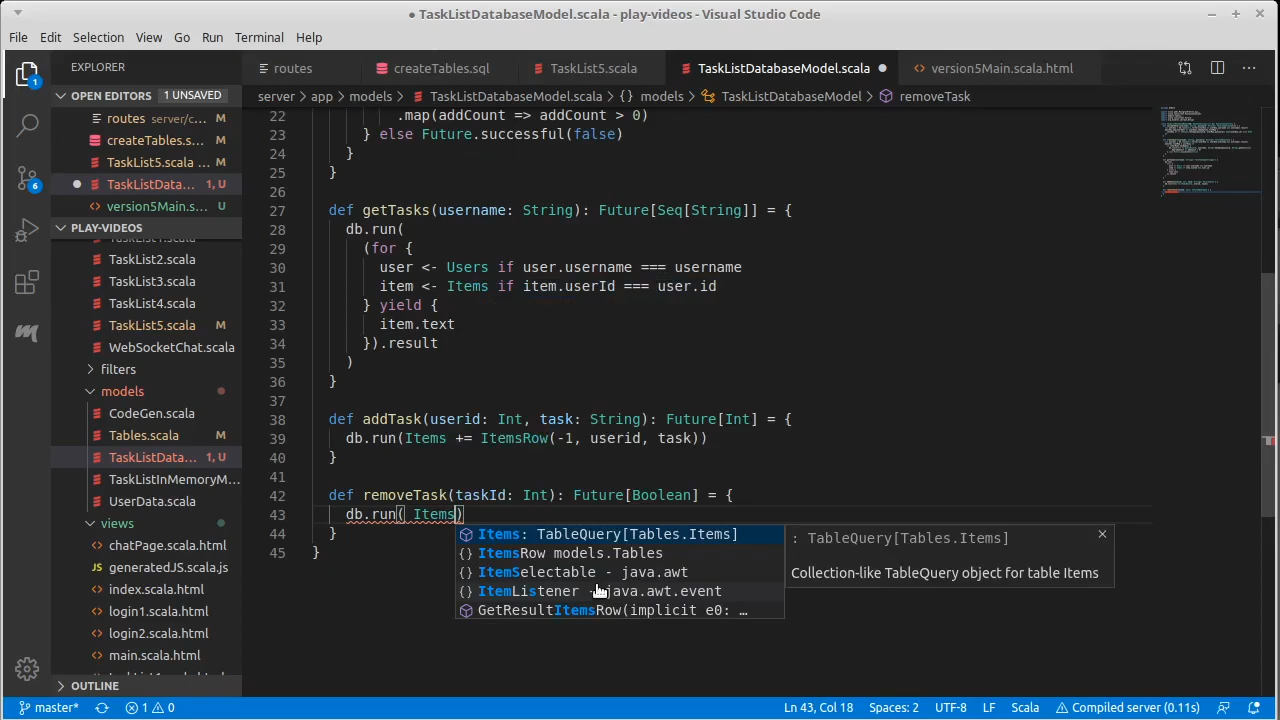 ● TaskListDatabaseModel.scala - play-videos - Visual Studio Code
File Edit Selection View Go Run Terminal Help
EXPLORER
routes
createTables.sql
TaskList5.scala
TaskListDatabaseModel.scala ●
version5Main.scala.html
OPEN EDITORS 1 UNSAVED
server > app > models > TaskListDatabaseModel.scala > {} models > TaskListDatabaseModel > removeTask
routes server/c... M
createTables.s... M
TaskList5.scala ... M
TaskListData... 1, U
version5Main.s... U
PLAY-VIDEOS
TaskList2.scala
TaskList3.scala
TaskList4.scala
TaskList5.scala M
WebSocketChat.scala
filters
models
CodeGen.scala
Tables.scala M
TaskListData... 1, U
TaskListInMemoryM...
UserData.scala
views
chatPage.scala.html
generatedJS.scala.js
index.scala.html
login1.scala.html
login2.scala.html
main.scala.html
OUTLINE
1
6
22 .map(addCount => addCount > 0)
23 } else Future.successful(false)
24 }
25 }
26
27 def getTasks(username: String): Future[Seq[String]] = {
28 db.run(
29 (for {
30 user <- Users if user.username === username
31 item <- Items if item.userId === user.id
32 } yield {
33 item.text
34 }).result
35 )
36 }
37
38 def addTask(userid: Int, task: String): Future[Int] = {
39 db.run(Items += ItemsRow(-1, userid, task))
40 }
41
42 def removeTask(taskId: Int): Future[Boolean] = {
43 db.run( Items)
44 }
45 }
Items: TableQuery[Tables.Items]
{} ItemsRow models.Tables
{} ItemSelectable - java.awt
{} ItemListener - java.awt.event
GetResultItemsRow(implicit e0: …
: TableQuery[Tables.Items]
Collection-like TableQuery object for table Items
master* 1 0 Ln 43, Col 18 Spaces: 2 UTF-8 LF Scala Compiled server (0.11s)